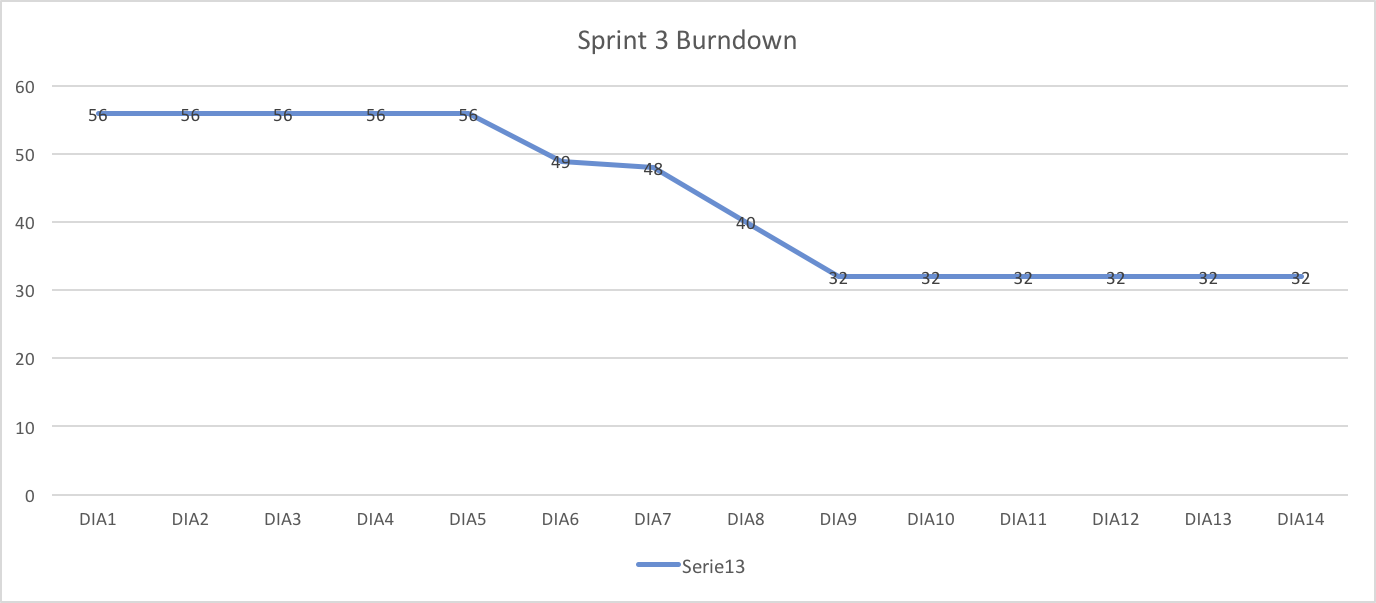 Sprint 3 Burndown
60
50
40
30
20
10
0
56 56 56 56 56 49 48 40 32 32 32 32 32 32
DIA1 DIA2 DIA3 DIA4 DIA5 DIA6 DIA7 DIA8 DIA9 DIA10 DIA11 DIA12 DIA13 DIA14
Serie13